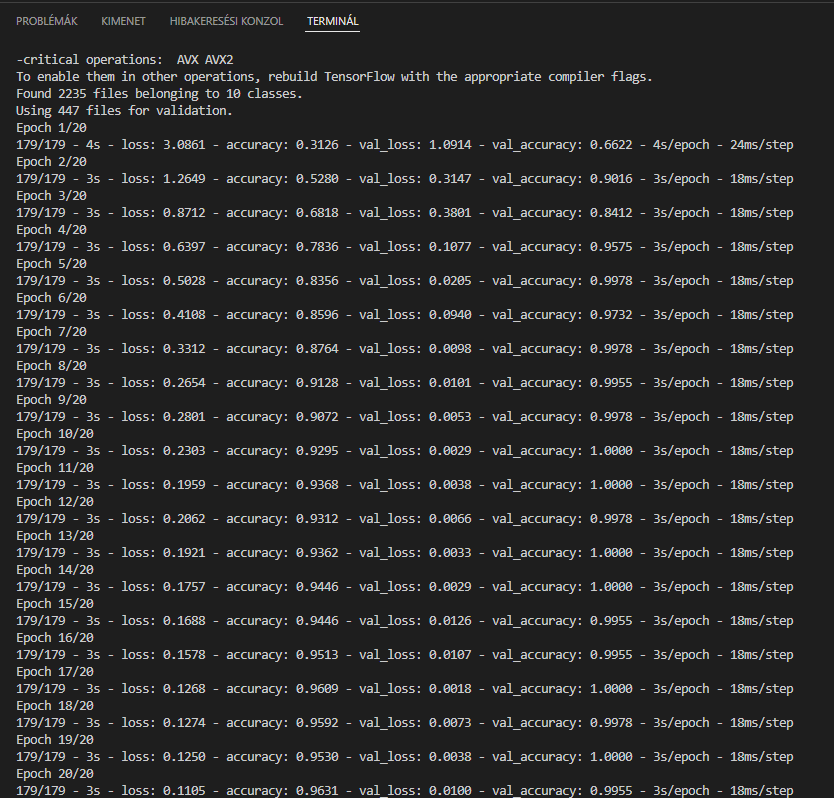 PROBLÉMÁK KIMENET HIBAKERESÉSI KONZOL TERMINÁL
-critical operations:  AVX AVX2
To enable them in other operations, rebuild TensorFlow with the appropriate compiler flags.
Found 2235 files belonging to 10 classes.
Using 447 files for validation.
Epoch 1/20
179/179 - 4s - loss: 3.0861 - accuracy: 0.3126 - val_loss: 1.0914 - val_accuracy: 0.6622 - 4s/epoch - 24ms/step
Epoch 2/20
179/179 - 3s - loss: 1.2649 - accuracy: 0.5280 - val_loss: 0.3147 - val_accuracy: 0.9016 - 3s/epoch - 18ms/step
Epoch 3/20
179/179 - 3s - loss: 0.8712 - accuracy: 0.6818 - val_loss: 0.3801 - val_accuracy: 0.8412 - 3s/epoch - 18ms/step
Epoch 4/20
179/179 - 3s - loss: 0.6397 - accuracy: 0.7836 - val_loss: 0.1077 - val_accuracy: 0.9575 - 3s/epoch - 18ms/step
Epoch 5/20
179/179 - 3s - loss: 0.5028 - accuracy: 0.8356 - val_loss: 0.0205 - val_accuracy: 0.9978 - 3s/epoch - 18ms/step
Epoch 6/20
179/179 - 3s - loss: 0.4108 - accuracy: 0.8596 - val_loss: 0.0940 - val_accuracy: 0.9732 - 3s/epoch - 18ms/step
Epoch 7/20
179/179 - 3s - loss: 0.3312 - accuracy: 0.8764 - val_loss: 0.0098 - val_accuracy: 0.9978 - 3s/epoch - 18ms/step
Epoch 8/20
179/179 - 3s - loss: 0.2654 - accuracy: 0.9128 - val_loss: 0.0101 - val_accuracy: 0.9955 - 3s/epoch - 18ms/step
Epoch 9/20
179/179 - 3s - loss: 0.2801 - accuracy: 0.9072 - val_loss: 0.0053 - val_accuracy: 0.9978 - 3s/epoch - 18ms/step
Epoch 10/20
179/179 - 3s - loss: 0.2303 - accuracy: 0.9295 - val_loss: 0.0029 - val_accuracy: 1.0000 - 3s/epoch - 18ms/step
Epoch 11/20
179/179 - 3s - loss: 0.1959 - accuracy: 0.9368 - val_loss: 0.0038 - val_accuracy: 1.0000 - 3s/epoch - 18ms/step
Epoch 12/20
179/179 - 3s - loss: 0.2062 - accuracy: 0.9312 - val_loss: 0.0066 - val_accuracy: 0.9978 - 3s/epoch - 18ms/step
Epoch 13/20
179/179 - 3s - loss: 0.1921 - accuracy: 0.9362 - val_loss: 0.0033 - val_accuracy: 1.0000 - 3s/epoch - 18ms/step
Epoch 14/20
179/179 - 3s - loss: 0.1757 - accuracy: 0.9446 - val_loss: 0.0029 - val_accuracy: 1.0000 - 3s/epoch - 18ms/step
Epoch 15/20
179/179 - 3s - loss: 0.1688 - accuracy: 0.9446 - val_loss: 0.0126 - val_accuracy: 0.9955 - 3s/epoch - 18ms/step
Epoch 16/20
179/179 - 3s - loss: 0.1578 - accuracy: 0.9513 - val_loss: 0.0107 - val_accuracy: 0.9955 - 3s/epoch - 18ms/step
Epoch 17/20
179/179 - 3s - loss: 0.1268 - accuracy: 0.9609 - val_loss: 0.0018 - val_accuracy: 1.0000 - 3s/epoch - 18ms/step
Epoch 18/20
179/179 - 3s - loss: 0.1274 - accuracy: 0.9592 - val_loss: 0.0073 - val_accuracy: 0.9978 - 3s/epoch - 18ms/step
Epoch 19/20
179/179 - 3s - loss: 0.1250 - accuracy: 0.9530 - val_loss: 0.0038 - val_accuracy: 1.0000 - 3s/epoch - 18ms/step
Epoch 20/20
179/179 - 3s - loss: 0.1105 - accuracy: 0.9631 - val_loss: 0.0100 - val_accuracy: 0.9955 - 3s/epoch - 18ms/step